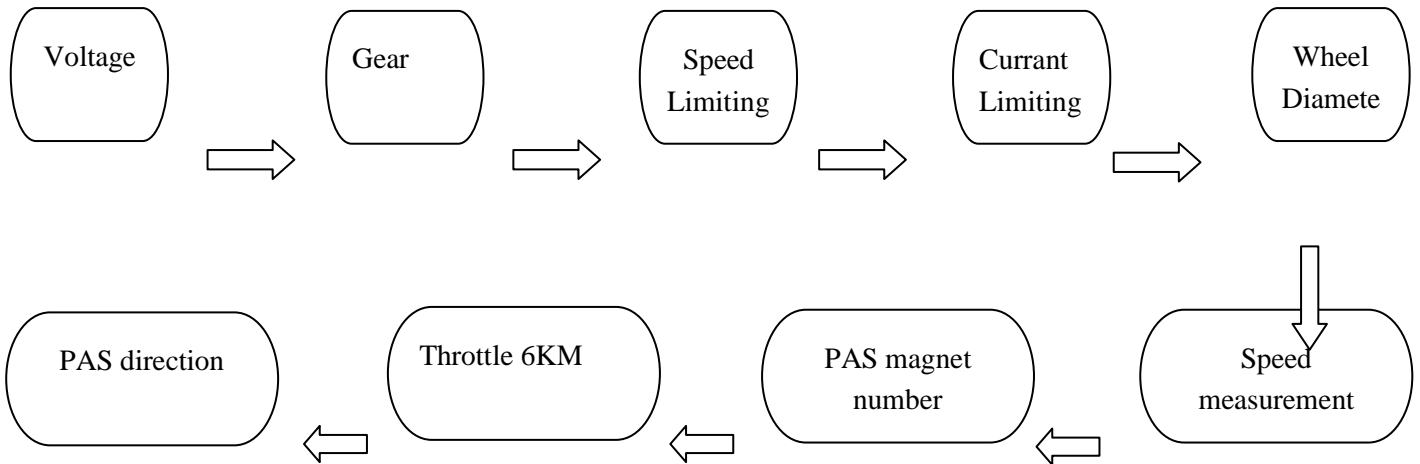 Voltage
Gear
Speed
Limiting
Currant
Limiting
Wheel
Diamete
Speed
measurement
PAS magnet
number
Throttle 6KM
PAS direction